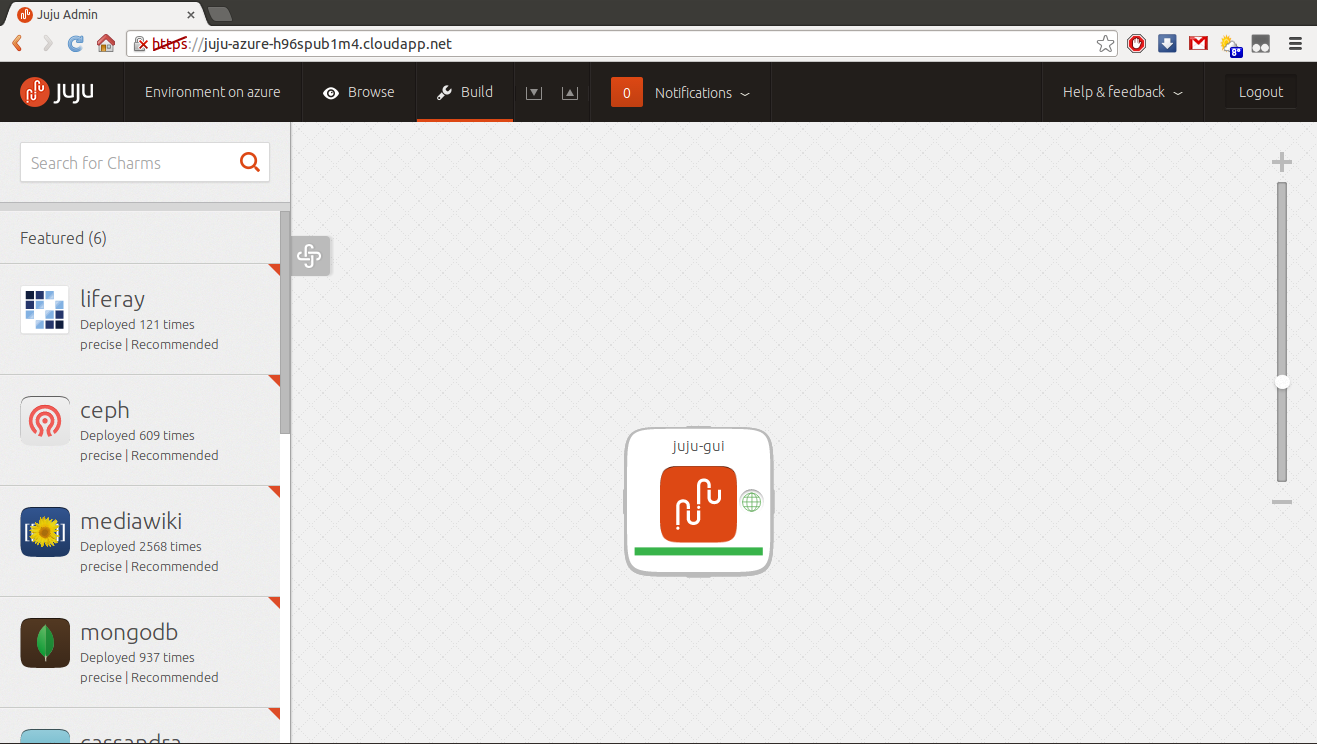 Juju Admin
https://juju-azure-h96spub1m4.cloudapp.net
8°
juju
Environment on azure
Browse
Build
0
Notifications
Help & feedback
Logout
Search for Charms
Featured (6)
liferay
Deployed 121 times
precise | Recommended
ceph
Deployed 609 times
precise | Recommended
mediawiki
Deployed 2568 times
precise | Recommended
mongodb
Deployed 937 times
precise | Recommended
cassandra
juju-gui